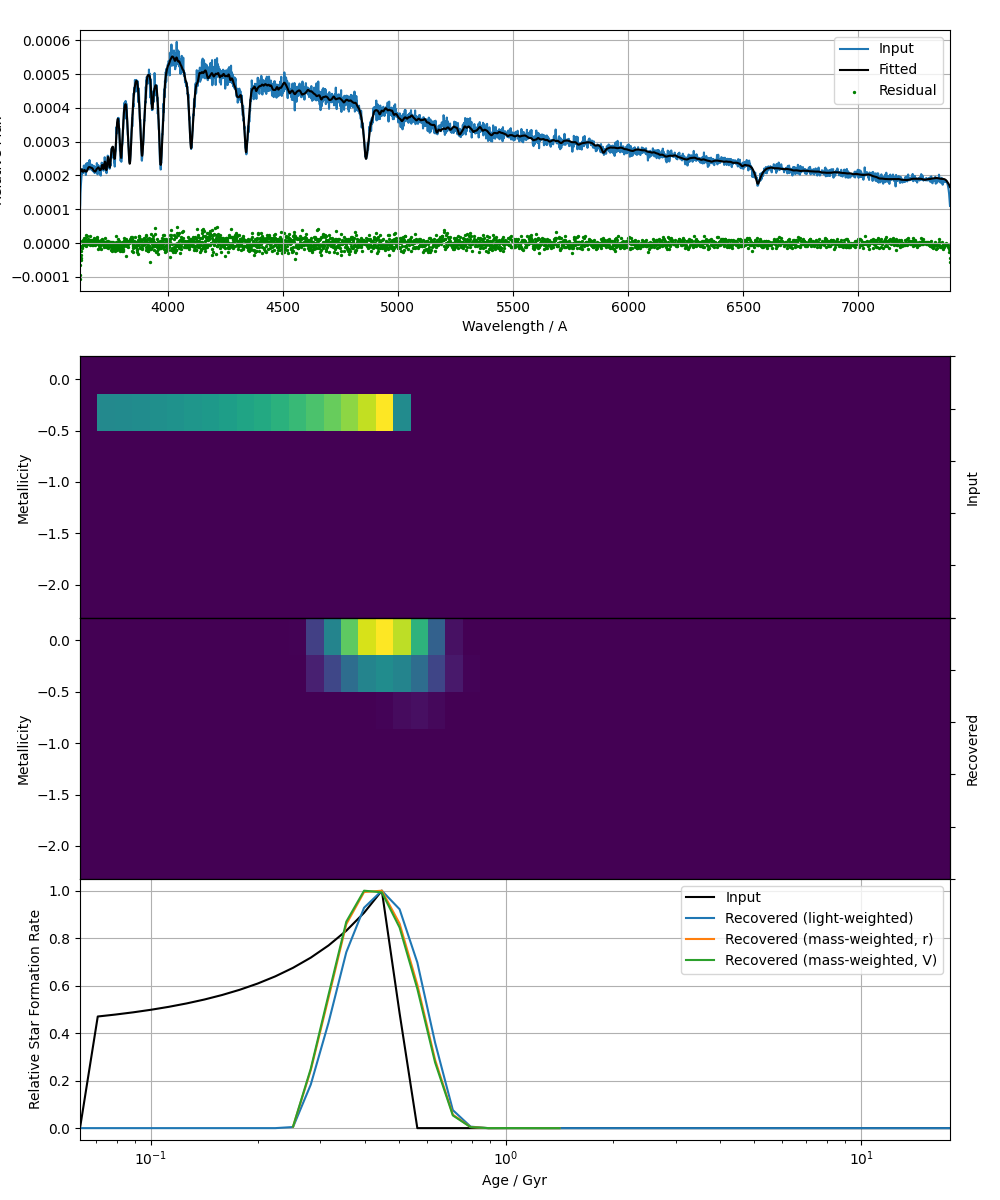 0.0006
0.0005
0.0004
0.0003
0.0002
0.0001
0.0000
−0.0001
Input
Fitted
Residual
4000 4500 5000 5500 6000 6500 7000
Wavelength / A
0.0
−0.5
−1.0
−1.5
−2.0
Metallicity
Input
0.0
−0.5
−1.0
−1.5
−2.0
Metallicity
Recovered
1.0
0.8
0.6
0.4
0.2
0.0
Relative Star Formation Rate
Input
Recovered (light-weighted)
Recovered (mass-weighted, r)
Recovered (mass-weighted, V)
10⁻¹ 10⁰ 10¹
Age / Gyr